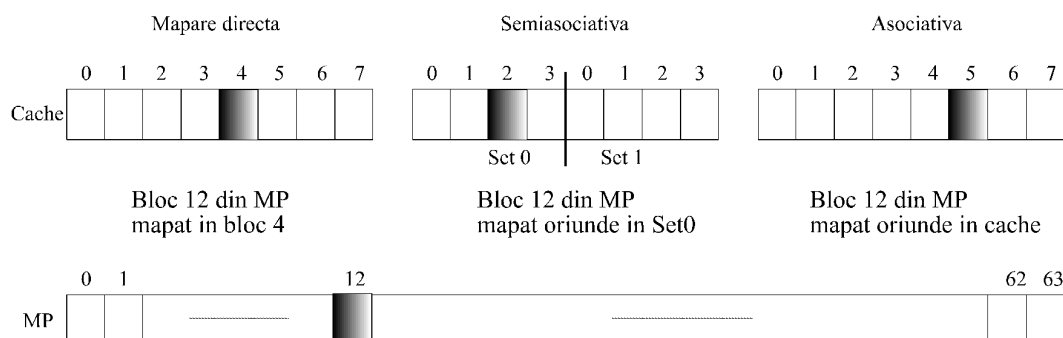 Mapare directa Semiasociativa Asociativa
0 1 2 3 4 5 6 7 0 1 2 3 0 1 2 3 0 1 2 3 4 5 6 7
Cache
Set 0 Set 1
Bloc 12 din MP Bloc 12 din MP Bloc 12 din MP
mapat in bloc 4 mapat oriunde in Set0 mapat oriunde in cache
0 1 12 62 63
MP